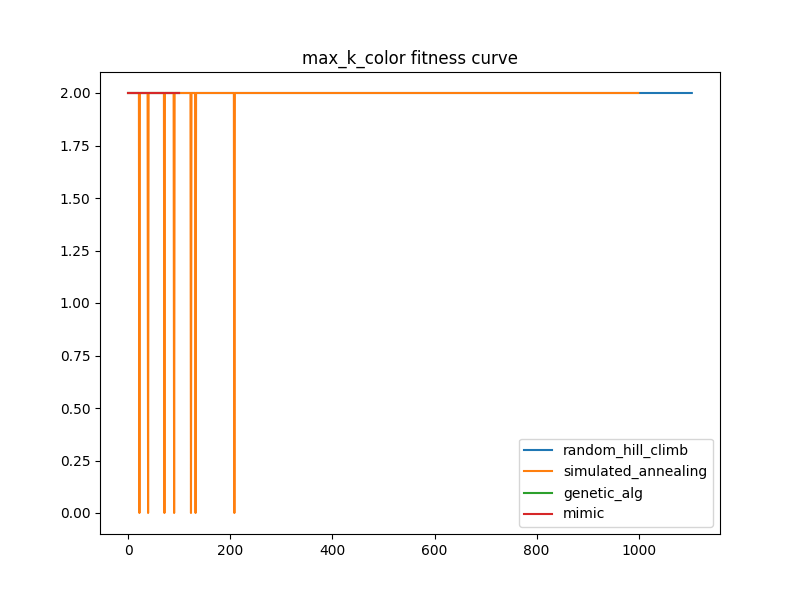 max_k_color fitness curve
2.00
1.75
1.50
1.25
1.00
0.75
0.50
0.25
0.00
0 200 400 600 800 1000
random_hill_climb
simulated_annealing
genetic_alg
mimic